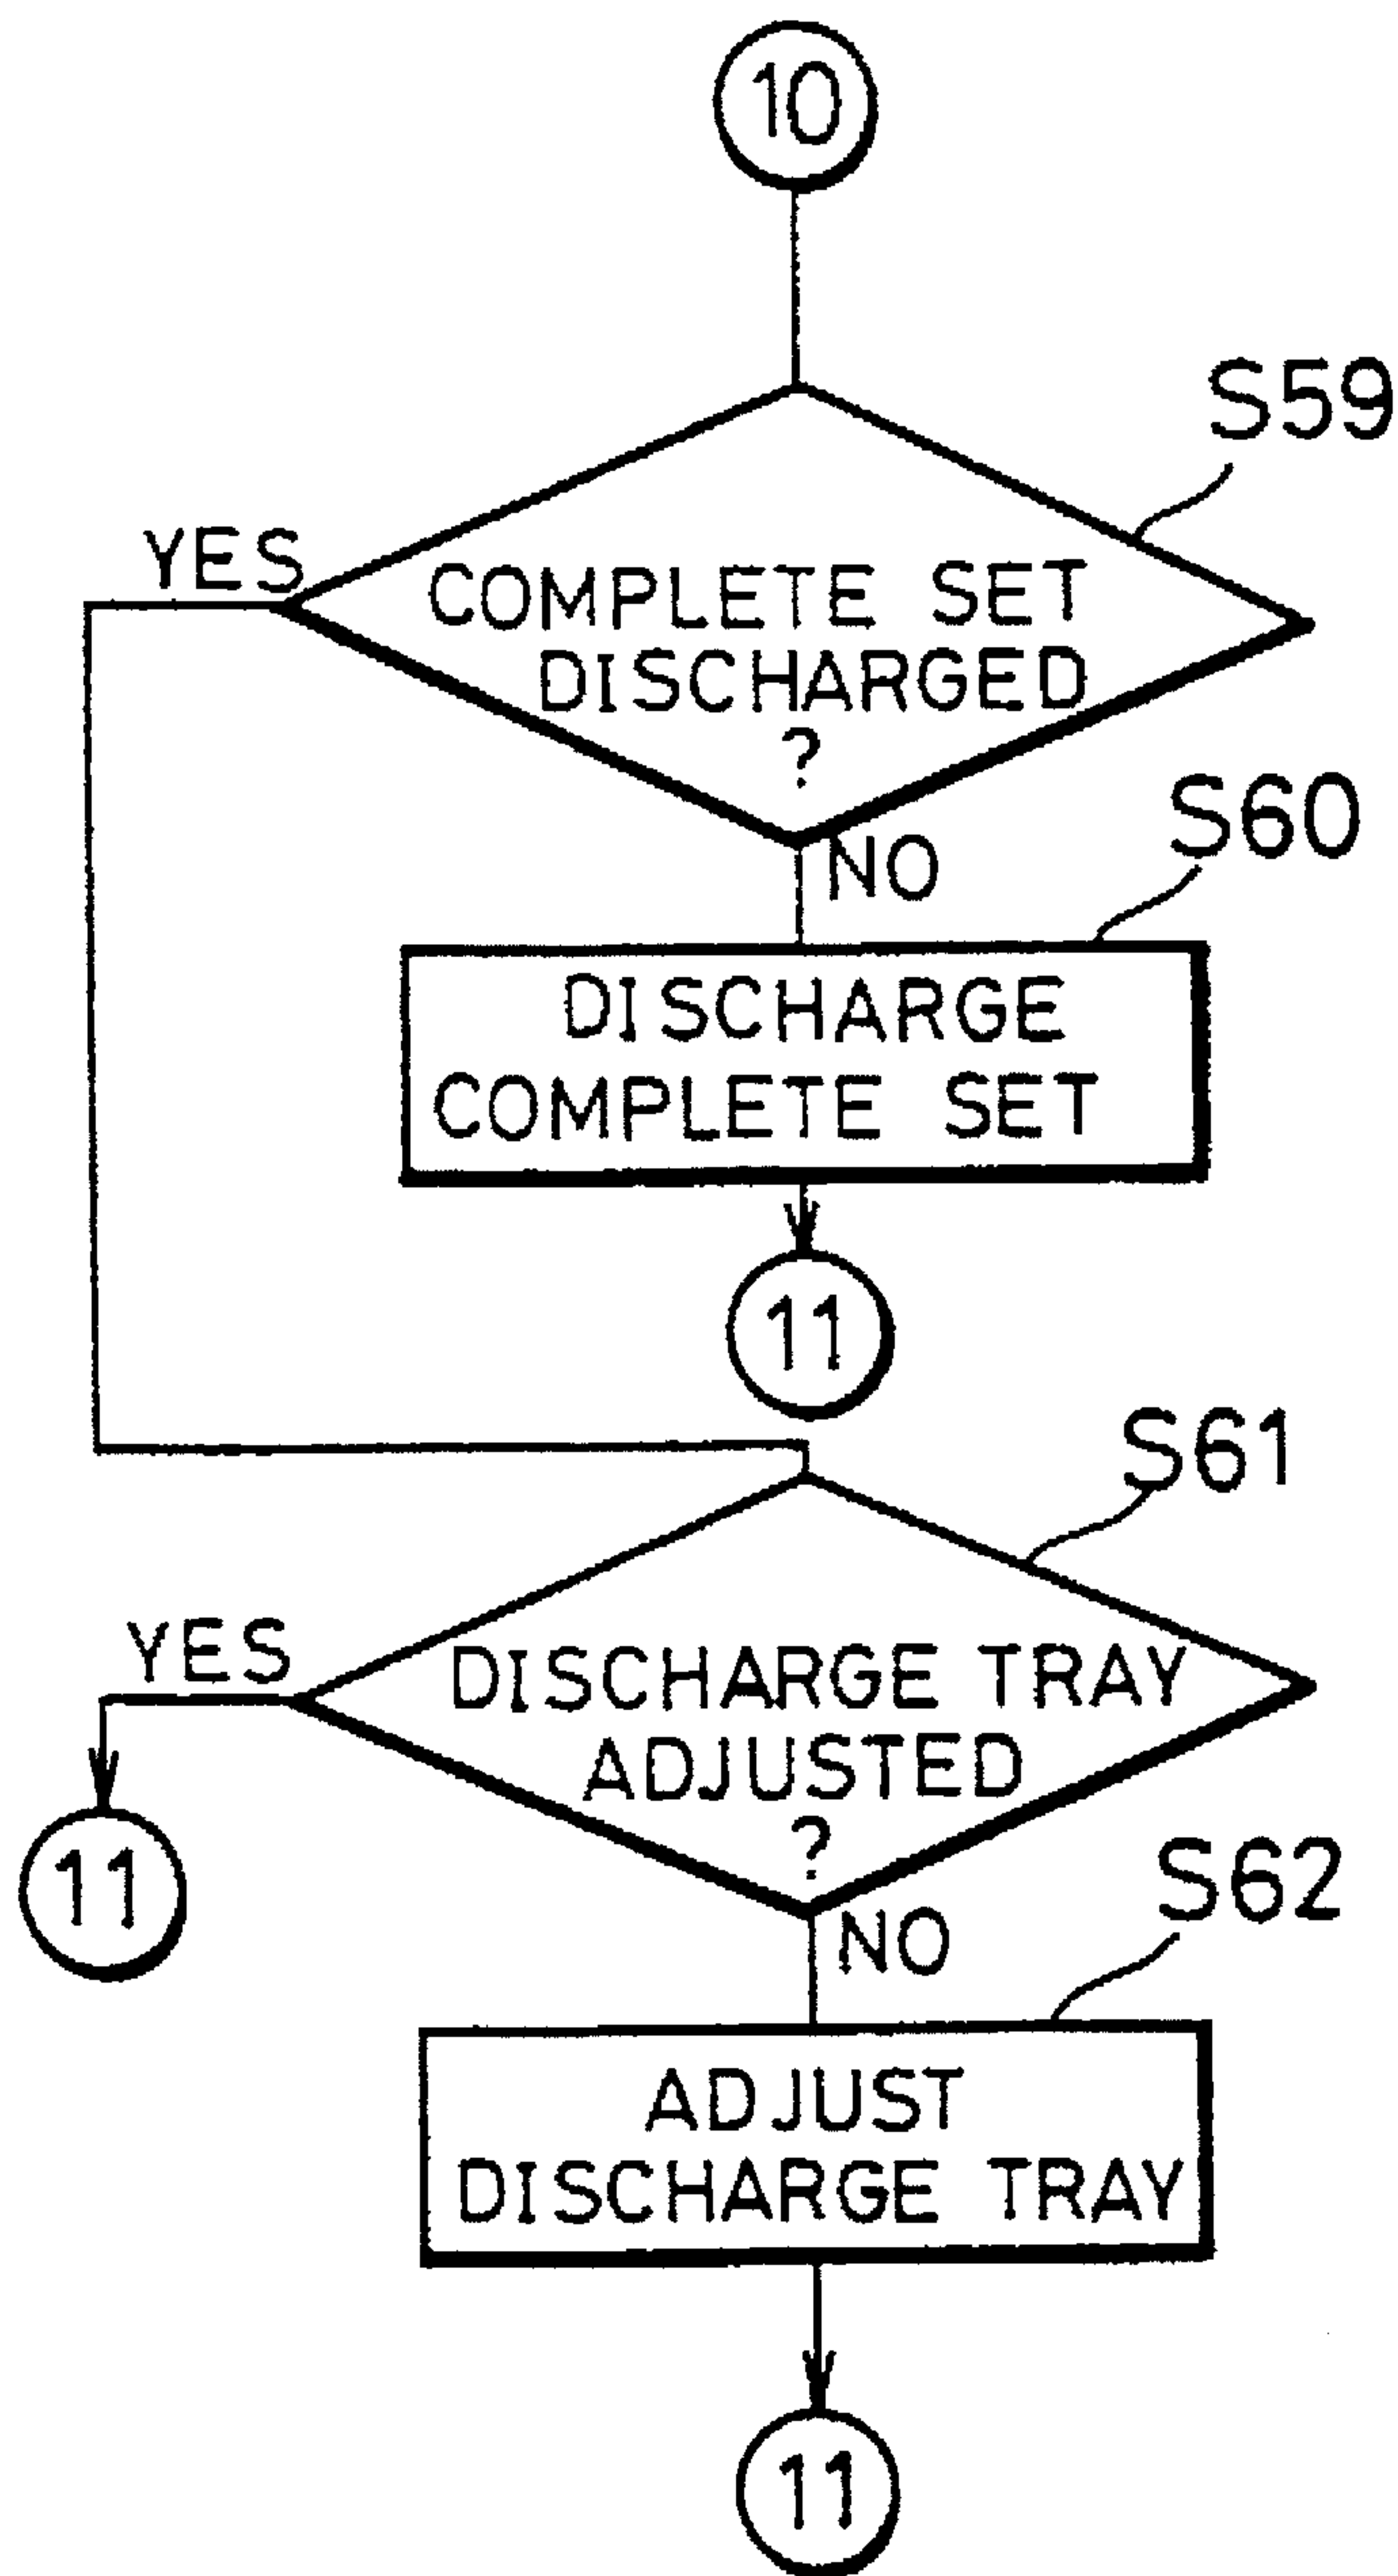 10
S59
YES
COMPLETE SET
DISCHARGED
?
NO
S60
DISCHARGE
COMPLETE SET
11
S61
YES
DISCHARGE TRAY
ADJUSTED
?
11
NO
S62
ADJUST
DISCHARGE TRAY
11